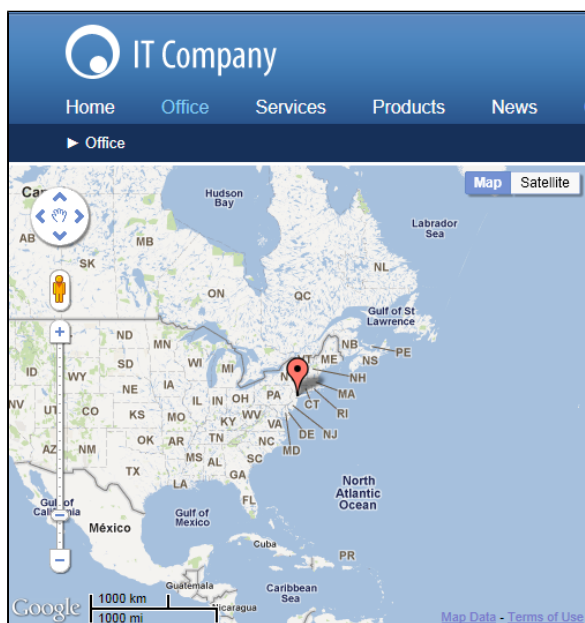 IT Company
Home Office Services Products News
► Office
Map Satellite
Hudson Bay
Labrador Sea
AB
SK
MB
ON
QC
NL
Gulf of St Lawrence
NB
PE
NS
ME
NH
MA
RI
CT
NJ
DE
MD
ND
MN
SD
WI
MI
ID
WY
NE
IA
IL
IN
OH
PA
NV
UT
CO
KS
MO
KY
WV
VA
OK
AR
TN
NC
AZ
NM
MS
AL
SC
TX
LA
GA
FL
North Atlantic Ocean
Gulf of California
México
Gulf of Mexico
Cuba
PR
Guatemala
Nicaragua
Caribbean Sea
1000 km
1000 mi
Google
Map Data - Terms of Use